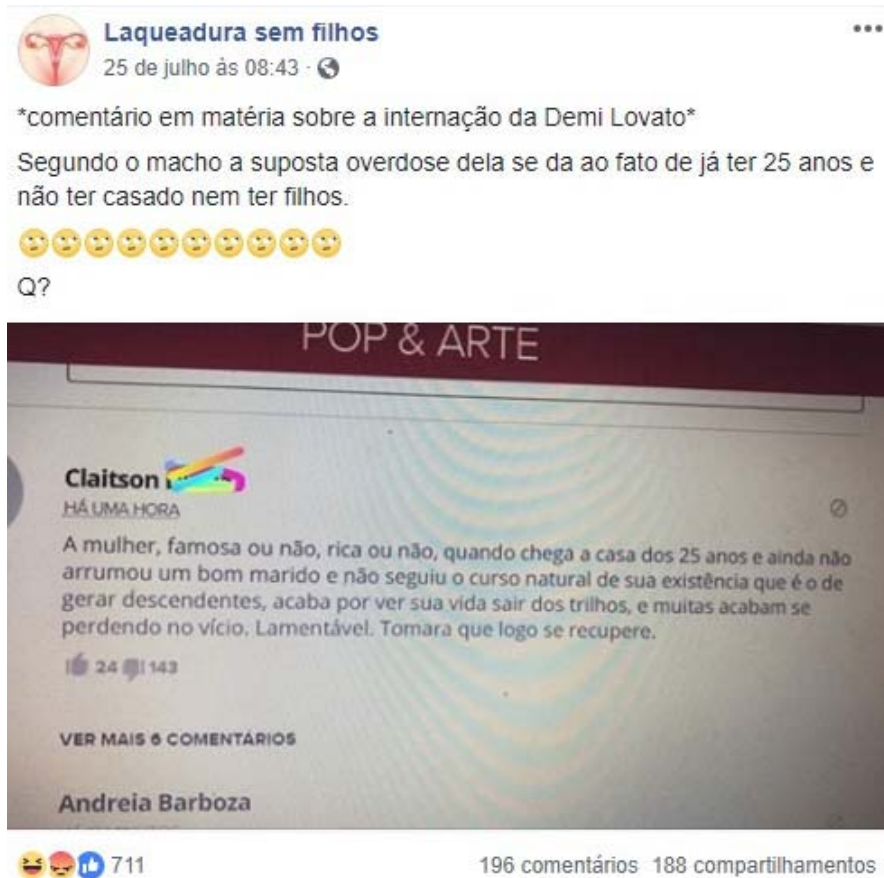 Laqueadura sem filhos
25 de julho às 08:43 ·
*comentário em matéria sobre a internação da Demi Lovato*
Segundo o macho a suposta overdose dela se da ao fato de já ter 25 anos e
não ter casado nem ter filhos.
🙄🙄🙄🙄🙄🙄🙄🙄🙄🙄
Q?
POP & ARTE
Claitson
HÁ UMA HORA
A mulher, famosa ou não, rica ou não, quando chega a casa dos 25 anos e ainda não
arrumou um bom marido e não seguiu o curso natural de sua existência que é o de
gerar descendentes, acaba por ver sua vida sair dos trilhos, e muitas acabam se
perdendo no vício. Lamentável. Tomara que logo se recupere.
24 143
VER MAIS 6 COMENTÁRIOS
Andreia Barboza
711 196 comentários 188 compartilhamentos